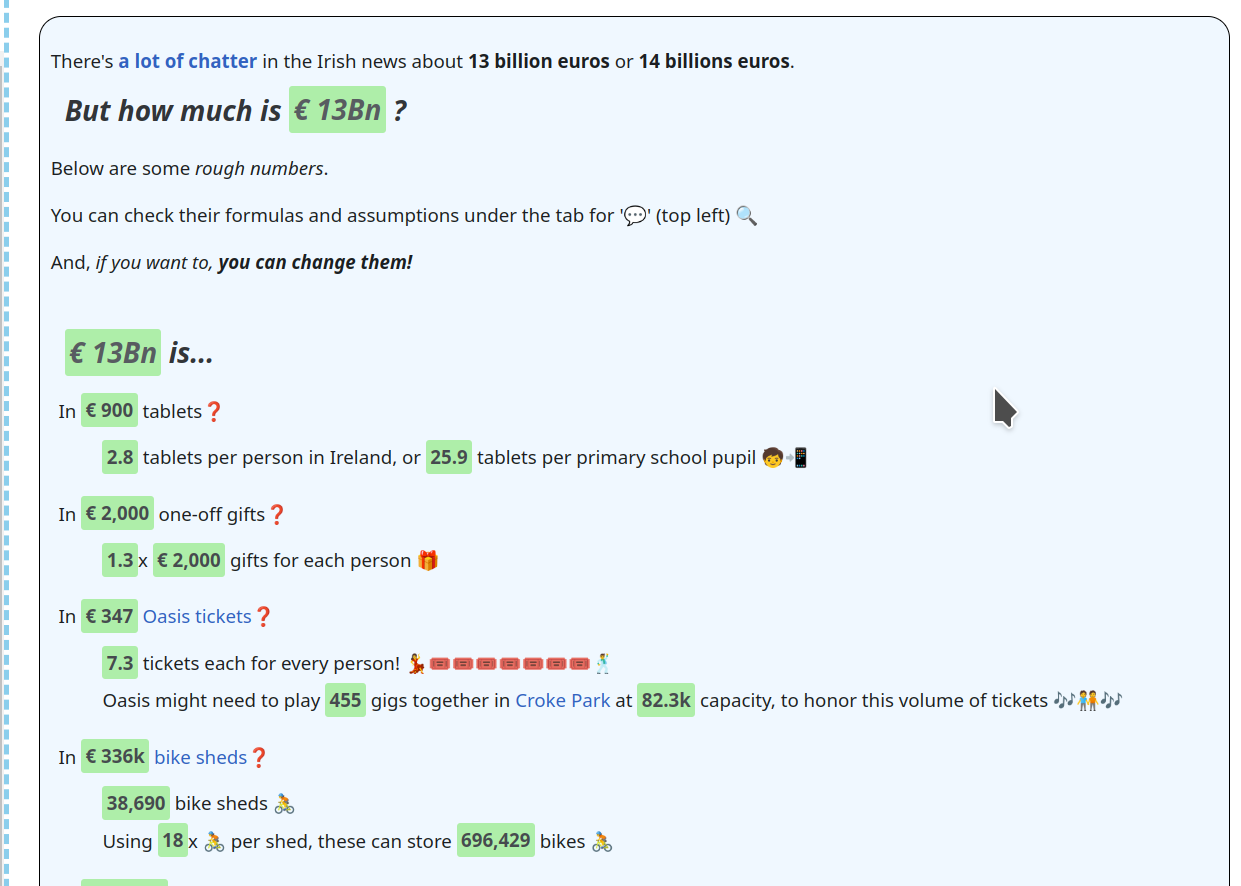 There's a lot of chatter in the Irish news about 13 billion euros or 14 billions euros.
But how much is € 13Bn ?
Below are some rough numbers.
You can check their formulas and assumptions under the tab for '💬' (top left) 🔍
And, if you want to, you can change them!
€ 13Bn is...
In € 900 tablets❓
2.8 tablets per person in Ireland, or 25.9 tablets per primary school pupil 🧒📲
In € 2,000 one-off gifts❓
1.3 x € 2,000 gifts for each person 🎁
In € 347 Oasis tickets❓
7.3 tickets each for every person! 💃🎟🎟🎟🎟🎟🎟🎟🕺
Oasis might need to play 455 gigs together in Croke Park at 82.3k capacity, to honor this volume of tickets 🎶🧑‍🤝‍🧑🎶
In € 336k bike sheds❓
38,690 bike sheds 🚴
Using 18 x 🚴 per shed, these can store 696,429 bikes 🚴